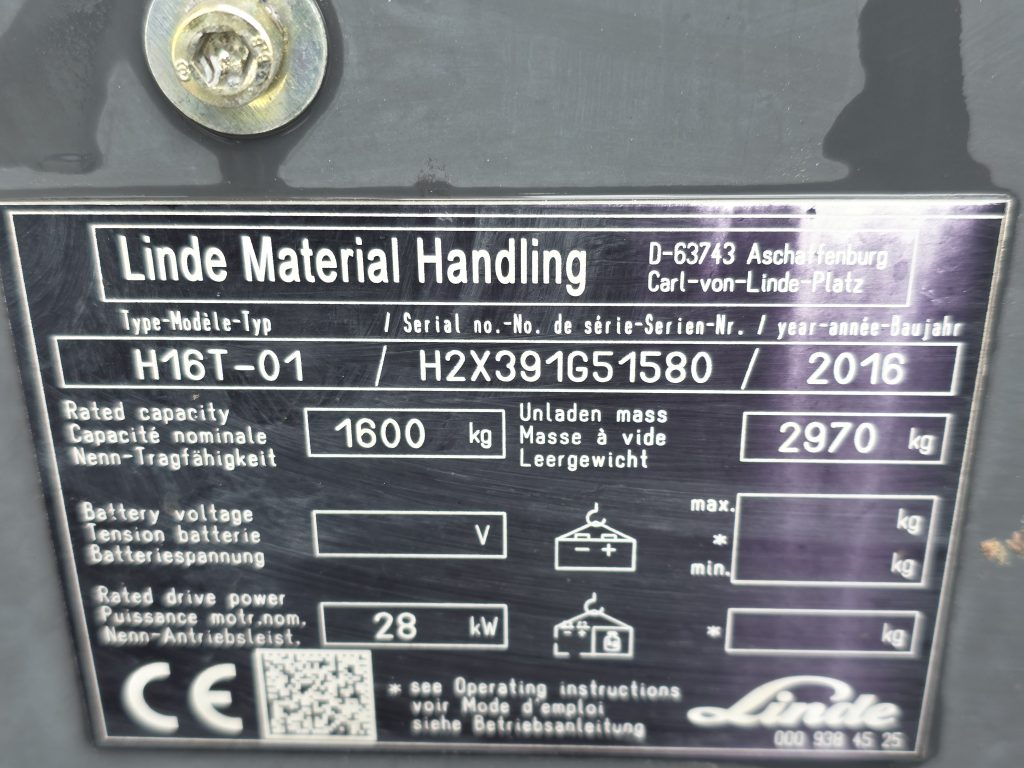 Linde Material Handling
D-63743 Aschaffenburg
Carl-von-Linde-Platz
Type-Modèle-Typ / Serial no.-No. de série-Serien-Nr. / year-année-Baujahr
H16T-01 / H2X391G51580 / 2016
Rated capacity
Capacité nominale
Nenn-Tragfähigkeit
1600 kg
Unladen mass
Masse à vide
Leergewicht
2970 kg
Battery voltage
Tension batterie
Batteriespannung
V
- +
max. kg
*
min. kg
Rated drive power
Puissance motr.nom.
Nenn-Antriebsleist.
28 kW
- +
* kg
CE
* see Operating instructions
voir Mode d'emploi
siehe Betriebsanleitung
Linde
000 938 45 25